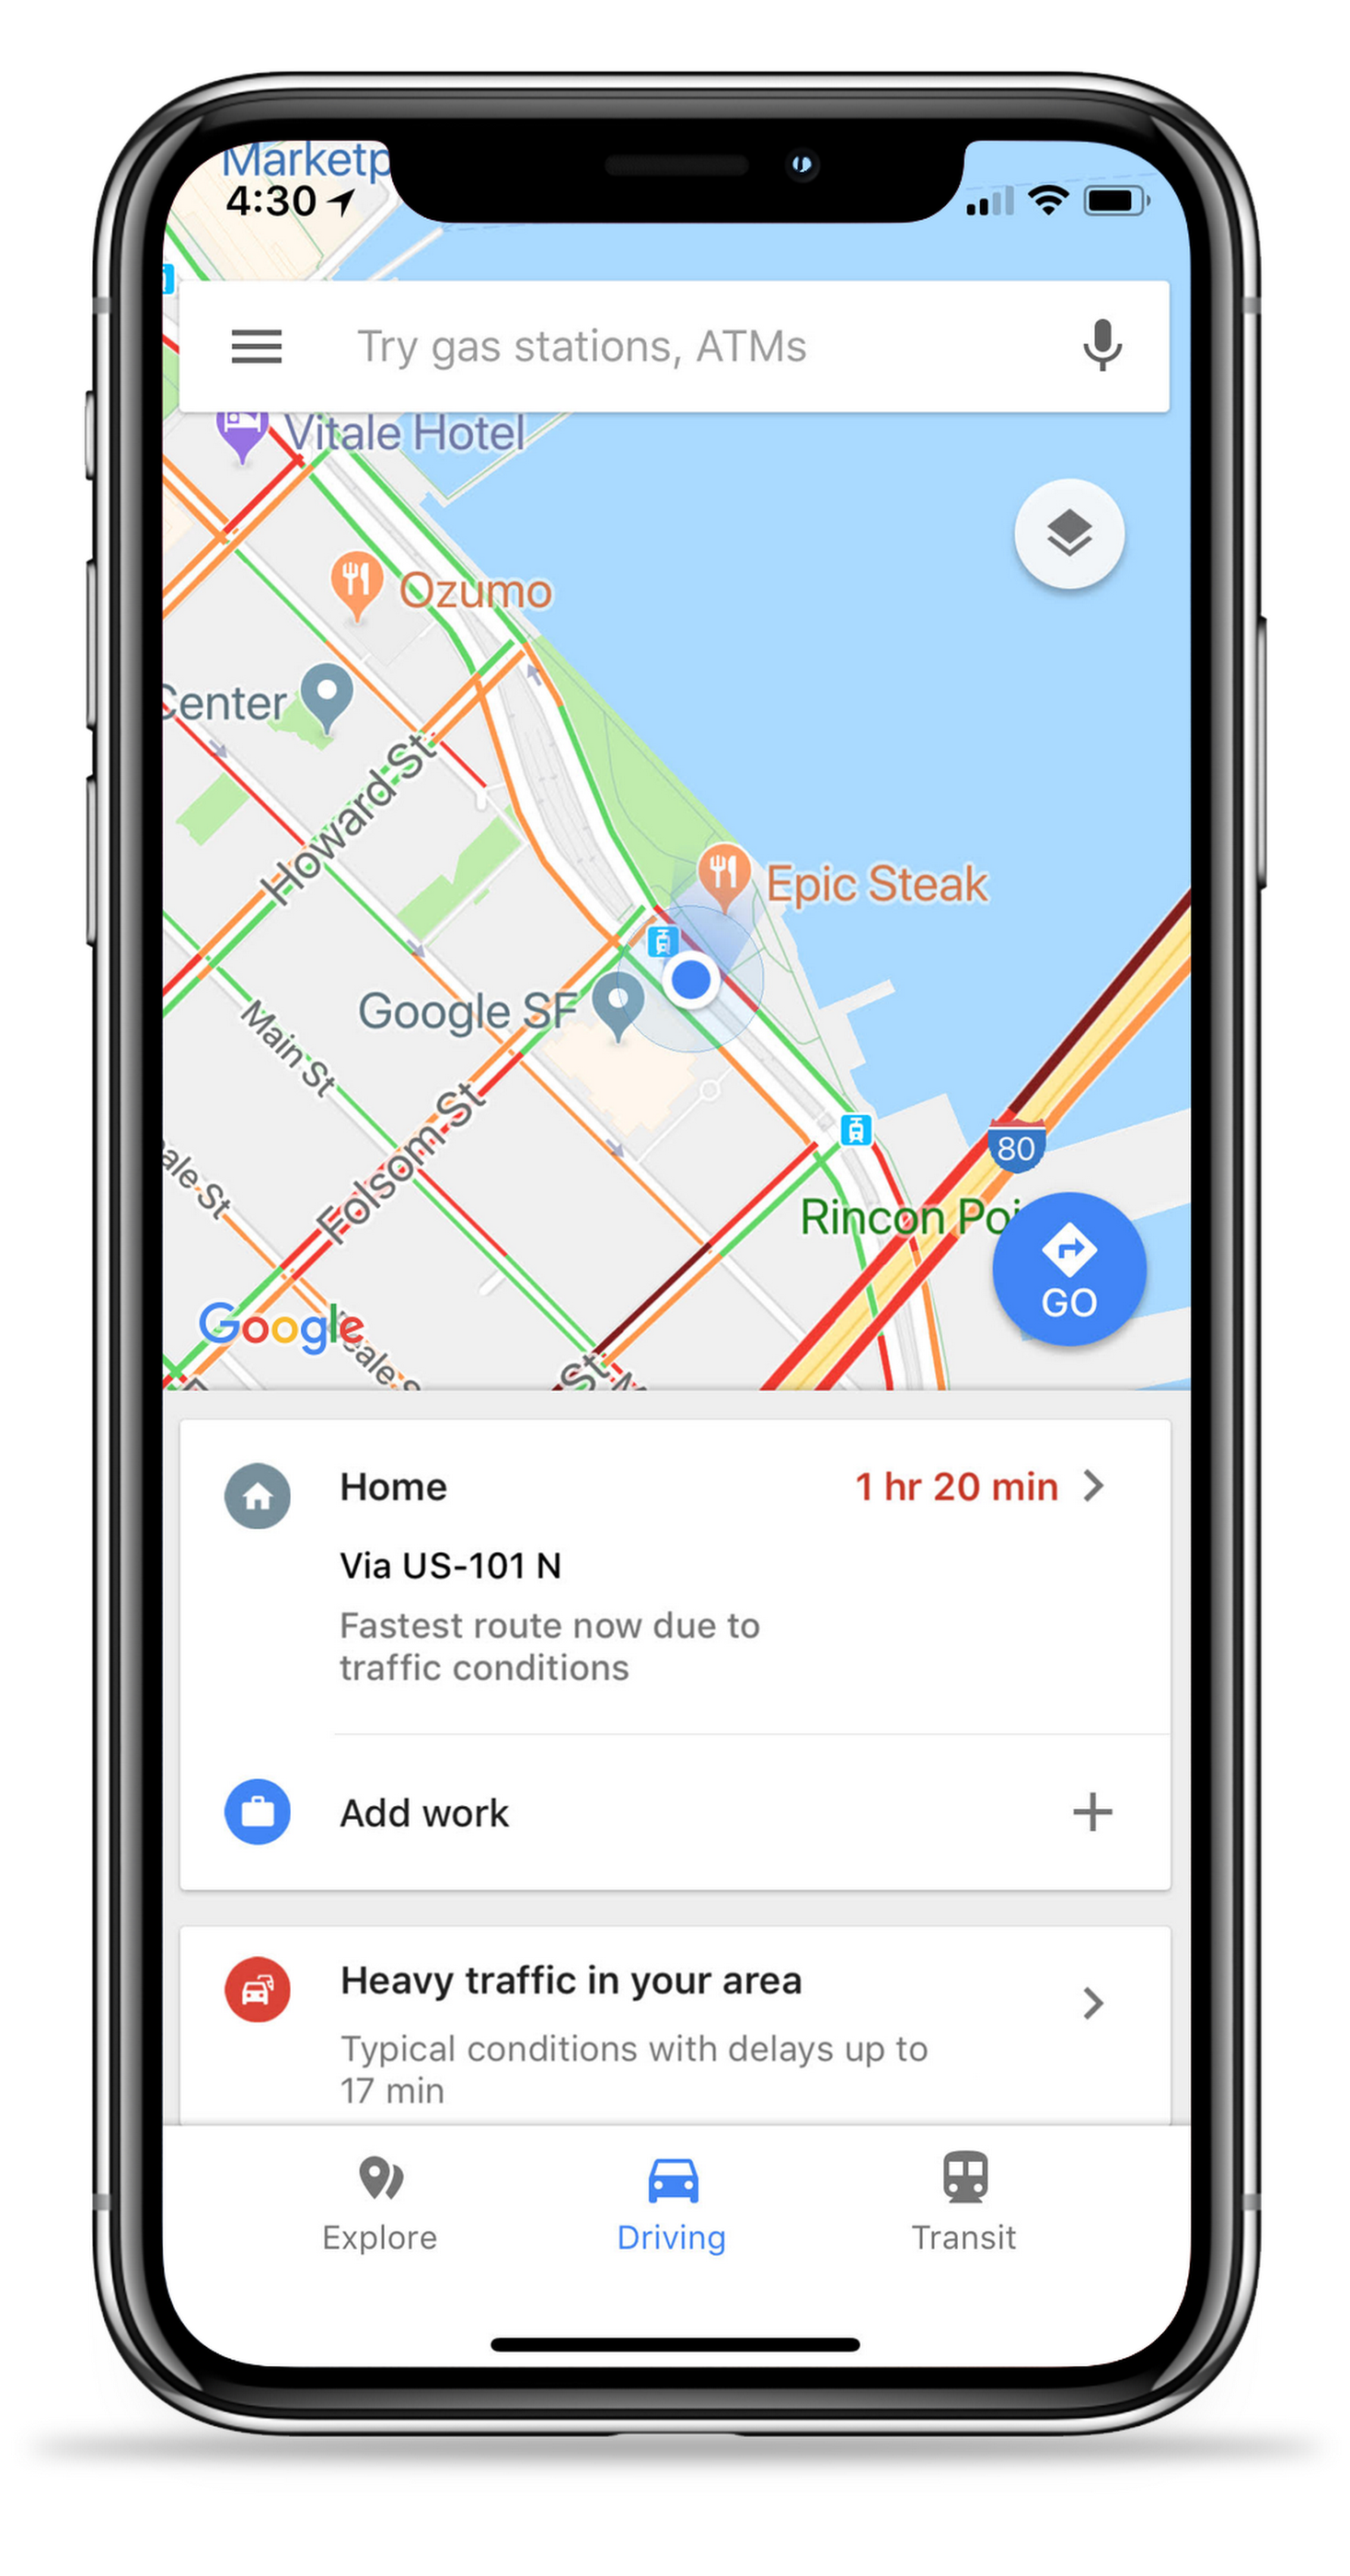 Marketp
4:30
Try gas stations, ATMs
Vitale Hotel
Ozumo
Center
Howard St
Epic Steak
Google SF
Main St
80
ale St
Folsom St
Rincon Poi
GO
Google
eale S
St
Home
1 hr 20 min
Via US-101 N
Fastest route now due to
traffic conditions
Add work
Heavy traffic in your area
Typical conditions with delays up to
17 min
Explore
Driving
Transit